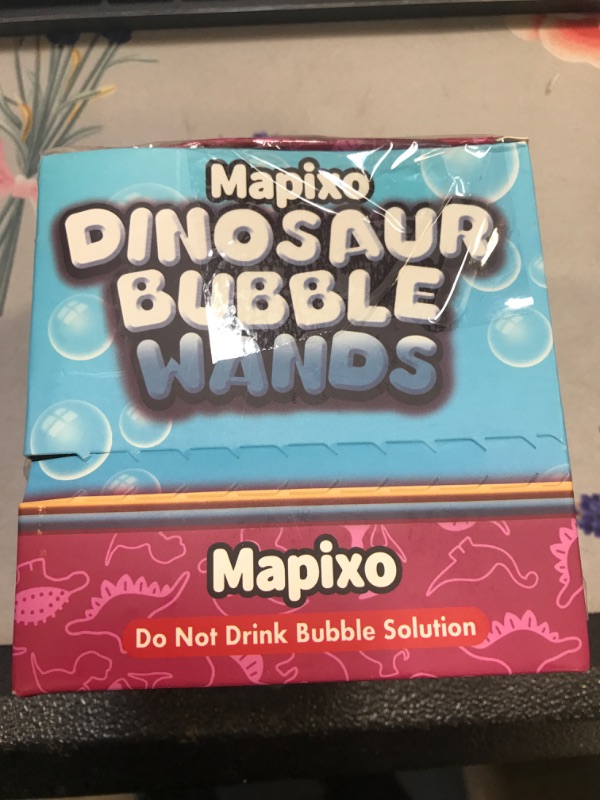 Mapixo
DINOSAUR
BUBBLE
WANDS
Mapixo
Do Not Drink Bubble Solution